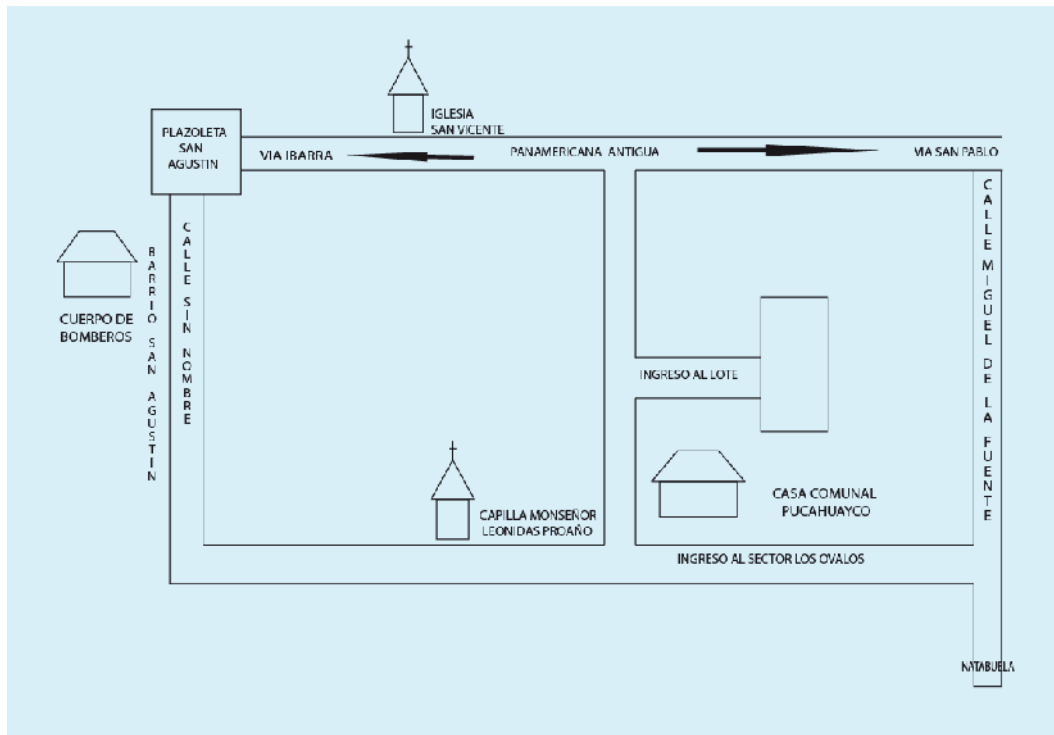 IGLESIA
SAN VICENTE
PLAZOLETA
SAN
AGUSTIN
VIA IBARRA
PANAMERICANA ANTIGUA
VIA SAN PABLO
CALLE SIN NOMBRE
BARRIO SAN AGUSTIN
CALLE MIGUEL DE LA FUENTE
CUERPO DE
BOMBEROS
INGRESO AL LOTE
CASA COMUNAL
PUCAHUAYCO
CAPILLA MONSEÑOR
LEONIDAS PROAÑO
INGRESO AL SECTOR LOS OVALOS
NATABUELA